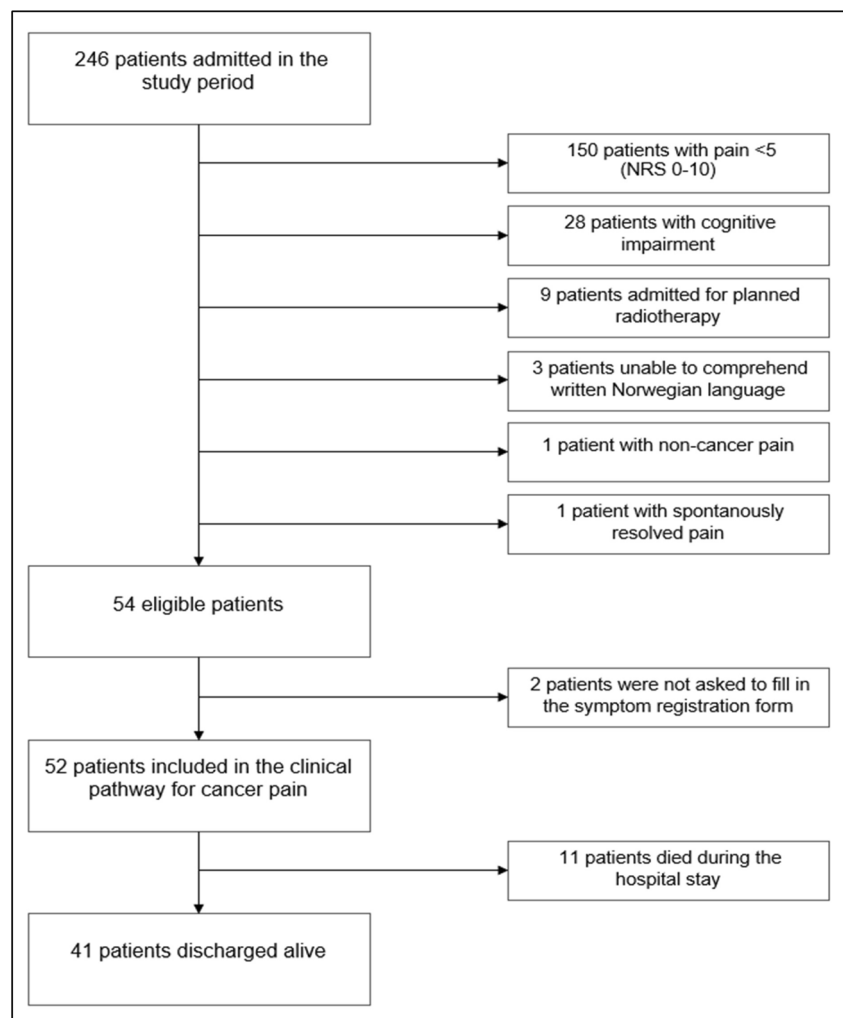 246 patients admitted in the
study period
150 patients with pain <5
(NRS 0-10)
28 patients with cognitive
impairment
9 patients admitted for planned
radiotherapy
3 patients unable to comprehend
written Norwegian language
1 patient with non-cancer pain
1 patient with spontanously
resolved pain
54 eligible patients
2 patients were not asked to fill in
the symptom registration form
52 patients included in the clinical
pathway for cancer pain
11 patients died during the
hospital stay
41 patients discharged alive